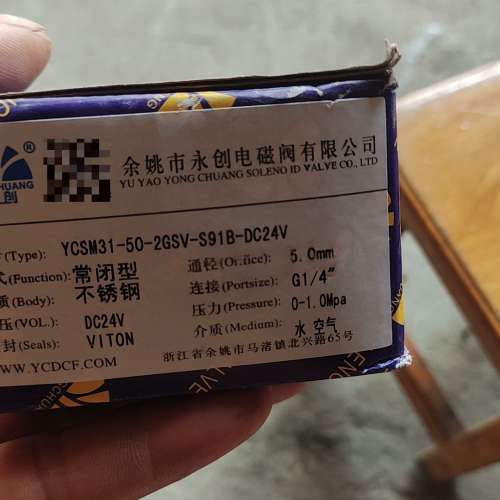 HUANG
创
®
余姚市永创电磁阀有限公司
YU YAO YONG CHUANG SOLENO ID VALVE CO., LTD
(Type): YCSM31-50-2GSV-S91B-DC24V
式(Function): 常闭型 通径(Orifice): 5.0mm
质(Body): 不锈钢 连接(Portsize): G1/4"
压(VOL.): DC24V 压力(Pressure): 0-1.0Mpa
封(Seals): VITON 介质(Medium): 水 空气
WWW.YCDCF.COM 浙江省余姚市马渚镇北兴路65号